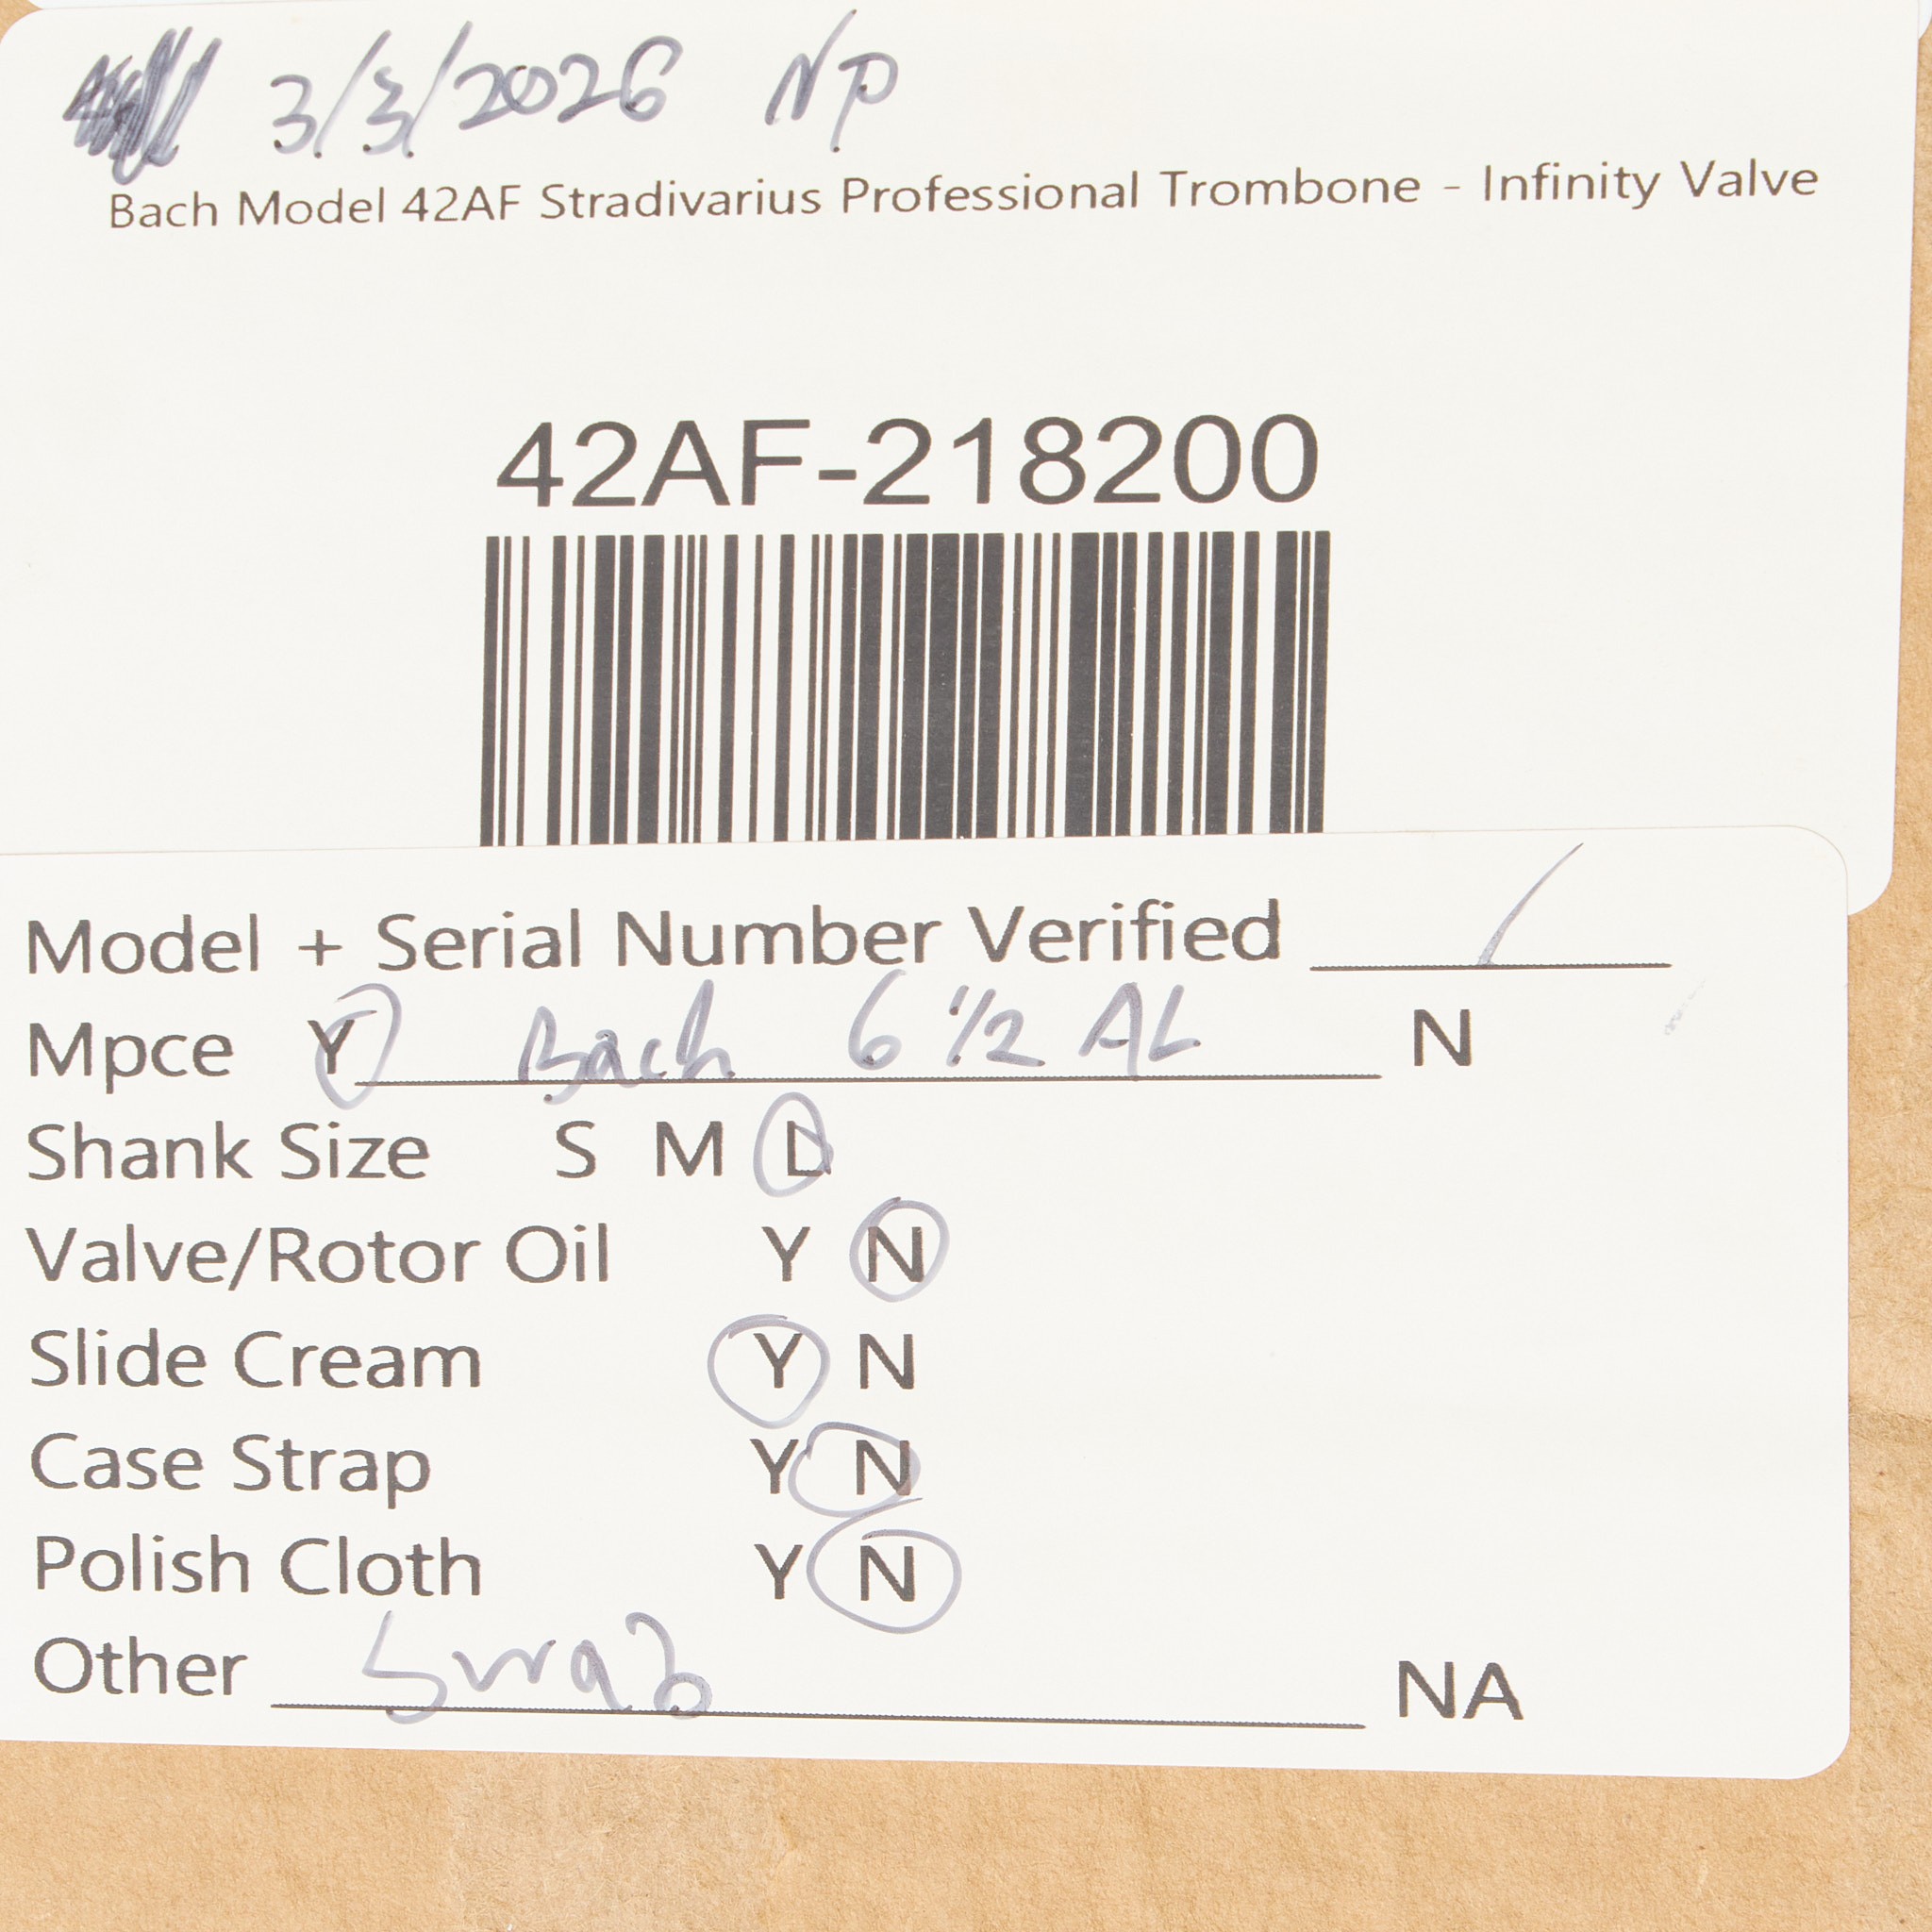 3/3/2026 NP
Bach Model 42AF Stradivarius Professional Trombone - Infinity Valve
42AF-218200
Model + Serial Number Verified
Mpce Y Bach 6 1/2 AL N
Shank Size S M L
Valve/Rotor Oil Y N
Slide Cream Y N
Case Strap Y N
Polish Cloth Y N
Other Swab NA